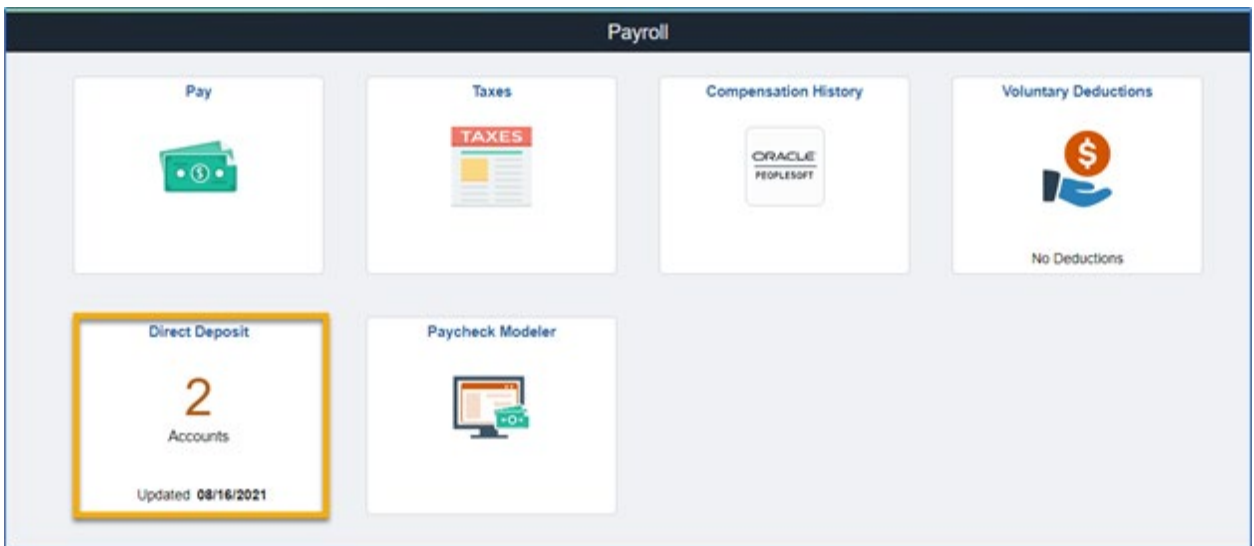 Payroll
Pay
Taxes
TAXES
Compensation History
ORACLE
PEOPLESOFT
Voluntary Deductions
No Deductions
Direct Deposit
2
Accounts
Updated 08/16/2021
Paycheck Modeler